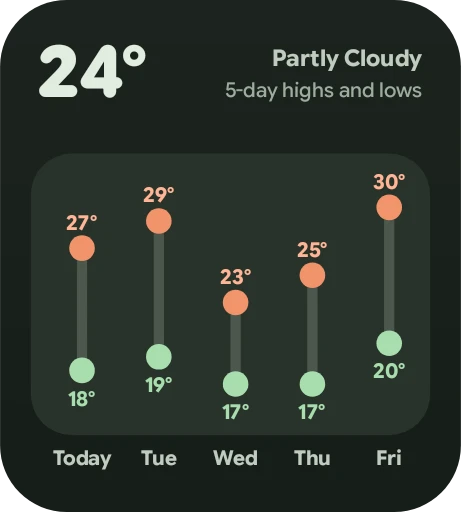 24°
Partly Cloudy
5-day highs and lows
27° 29° 23° 25° 30°
18° 19° 17° 17° 20°
Today Tue Wed Thu Fri